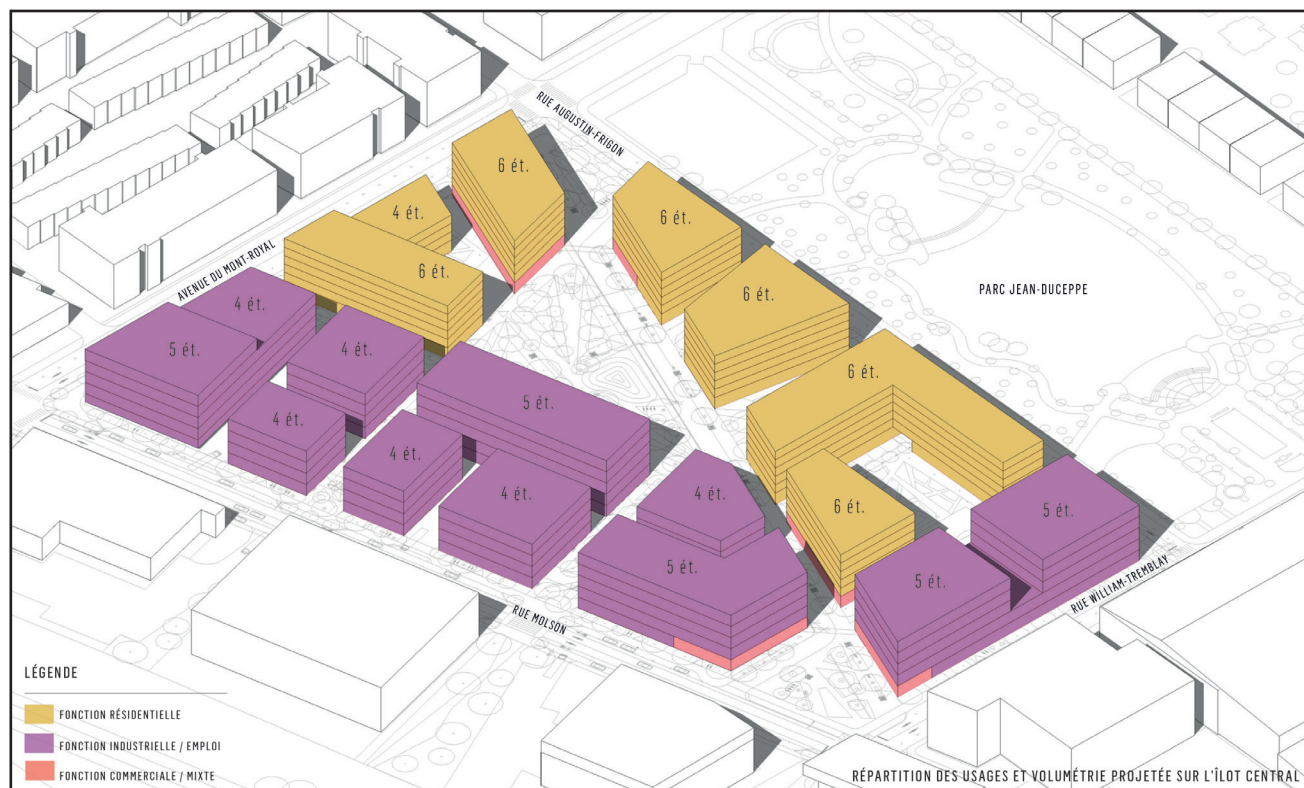 RUE AUGUSTIN-FRIGON
6 ét.
4 ét.
6 ét.
6 ét.
AVENUE DU MONT-ROYAL
6 ét.
PARC JEAN-DUCEPPE
4 ét.
5 ét.
4 ét.
6 ét.
5 ét.
4 ét.
4 ét.
4 ét.
4 ét.
6 ét.
5 ét.
5 ét.
5 ét.
RUE WILLIAM-TREMBLAY
RUE MOLSON
LÉGENDE
FONCTION RÉSIDENTIELLE
FONCTION INDUSTRIELLE / EMPLOI
FONCTION COMMERCIALE / MIXTE
RÉPARTITION DES USAGES ET VOLUMÉTRIE PROJETÉE SUR L'ÎLOT CENTRAL